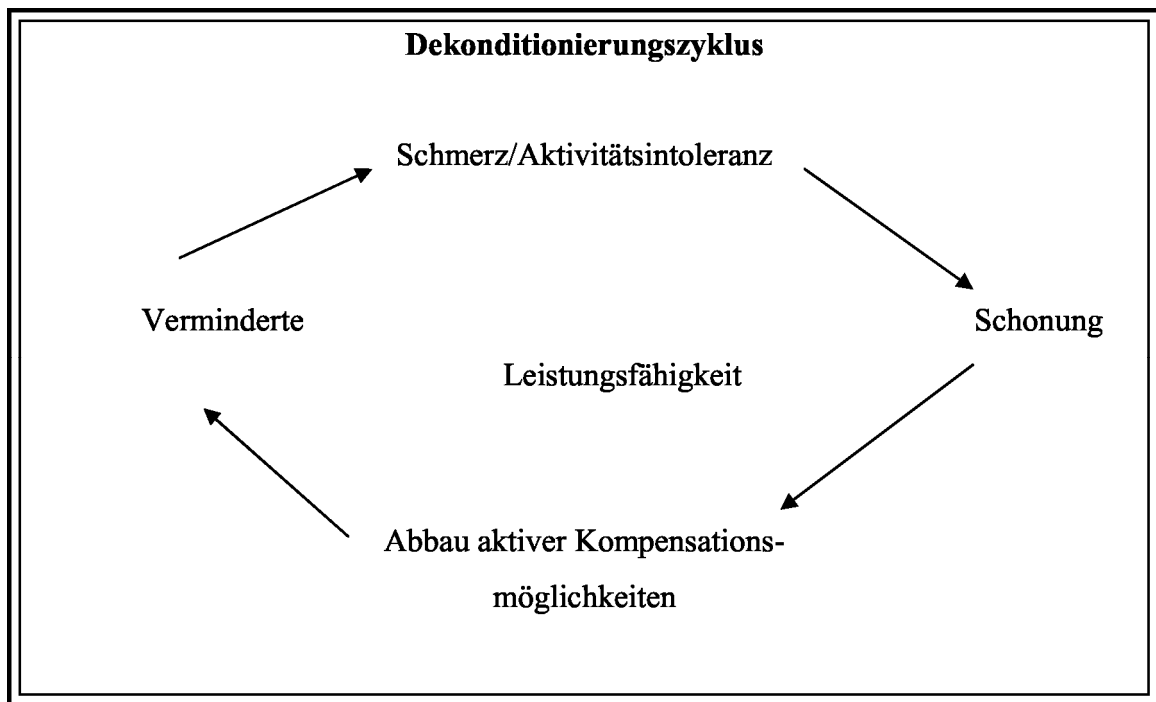 Dekonditionierungszyklus
Schmerz/Aktivitätsintoleranz
Verminderte
Schonung
Leistungsfähigkeit
Abbau aktiver Kompensations-
möglichkeiten